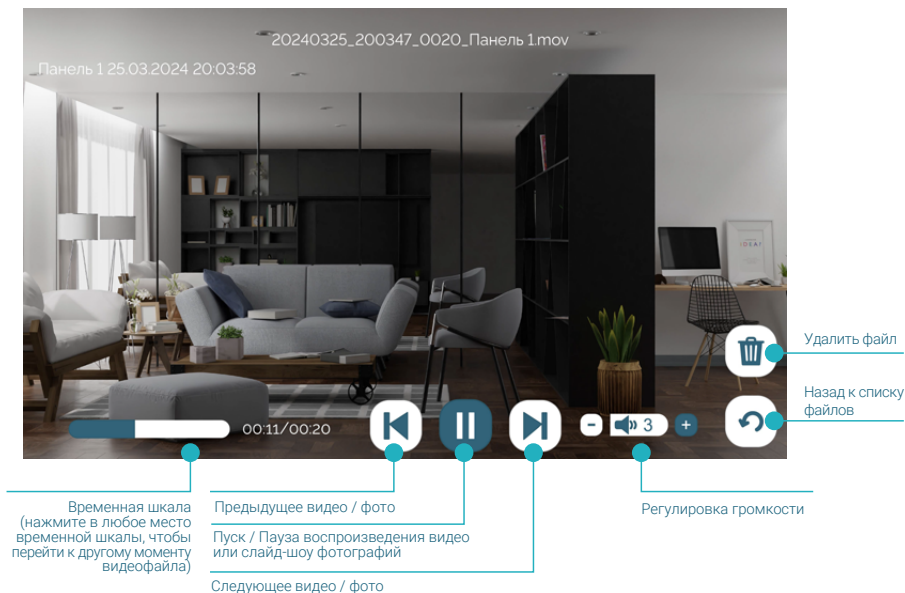 20240325_200347_0020_Панель 1.mov
Панель 1 25.03.2024 20:03:58
IDEAS
00:11/00:20
3
Удалить файл
Назад к списку
файлов
Временная шкала
(нажмите в любое место
временной шкалы, чтобы
перейти к другому моменту
видеофайла)
Предыдущее видео / фото
Пуск / Пауза воспроизведения видео
или слайд-шоу фотографий
Следующее видео / фото
Регулировка громкости